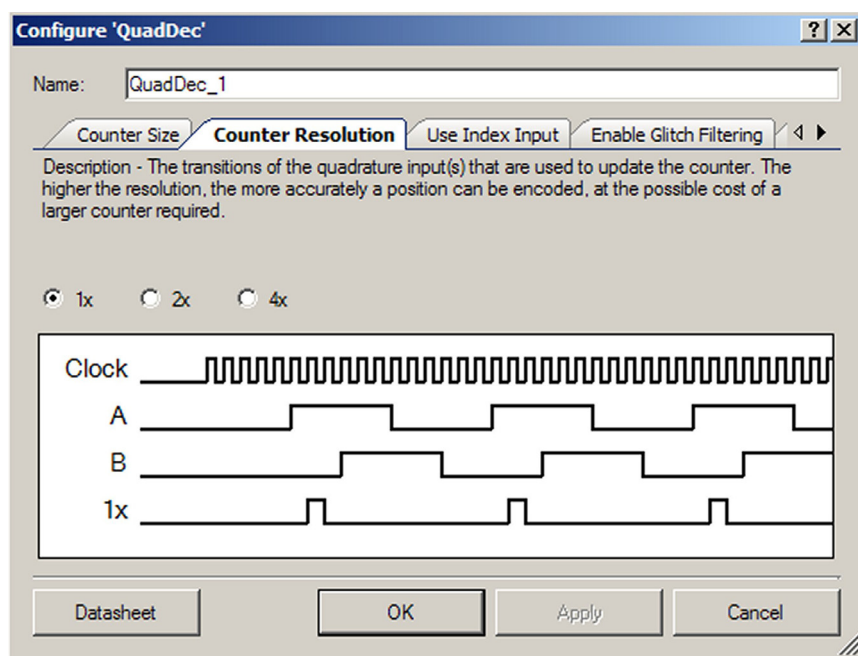 Configure 'QuadDec'
?
Name:
QuadDec_1
Counter Size
Counter Resolution
Use Index Input
Enable Glitch Filtering
Description - The transitions of the quadrature input(s) that are used to update the counter. The
higher the resolution, the more accurately a position can be encoded, at the possible cost of a
larger counter required.
1x
2x
4x
Clock
A
B
1x
Datasheet
OK
Apply
Cancel